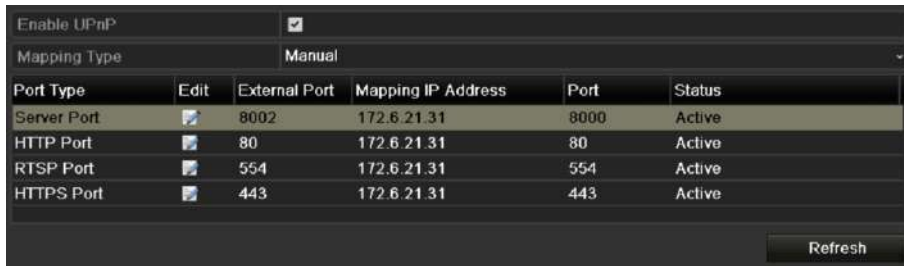 Enable UPnP
Mapping Type Manual
Port Type Edit External Port Mapping IP Address Port Status
Server Port 8002 172.6.21.31 8000 Active
HTTP Port 80 172.6.21.31 80 Active
RTSP Port 554 172.6.21.31 554 Active
HTTPS Port 443 172.6.21.31 443 Active
Refresh